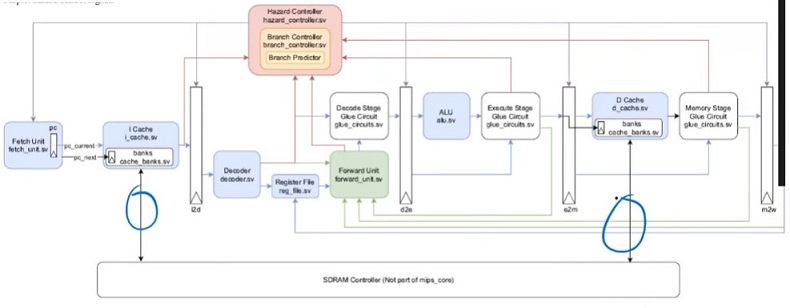 Hazard Controller
hazard_controller.sv
Branch Controller
branch_controller.sv
Branch Predictor
Fetch Unit
fetch_unit.sv
pc
pc_current
pc_next
I Cache
i_cache.sv
banks
cache_banks.sv
i2d
Decoder
decoder.sv
Register File
reg_file.sv
Decode Stage
Glue Circuit
glue_circuits.sv
Forward Unit
forward_unit.sv
d2e
ALU
alu.sv
Execute Stage
Glue Circuit
glue_circuits.sv
e2m
D Cache
d_cache.sv
banks
cache_banks.sv
Memory Stage
Glue Circuit
glue_circuits.sv
m2w
SDRAM Controller (Not part of mips_core)